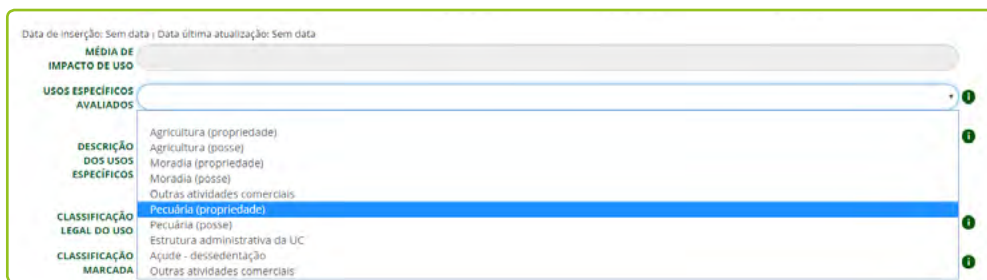 Data de inserção: Sem data | Data última atualização: Sem data
MÉDIA DE
IMPACTO DE USO
USOS ESPECÍFICOS
AVALIADOS
DESCRIÇÃO
DOS USOS
ESPECÍFICOS
Agricultura (propriedade)
Agricultura (posse)
Moradia (propriedade)
Moradia (posse)
Outras atividades comerciais
Pecuária (propriedade)
Pecuária (posse)
Estrutura administrativa da UC
Açude - dessedentação
Outras atividades comerciais
CLASSIFICAÇÃO
LEGAL DO USO
CLASSIFICAÇÃO
MARCADA